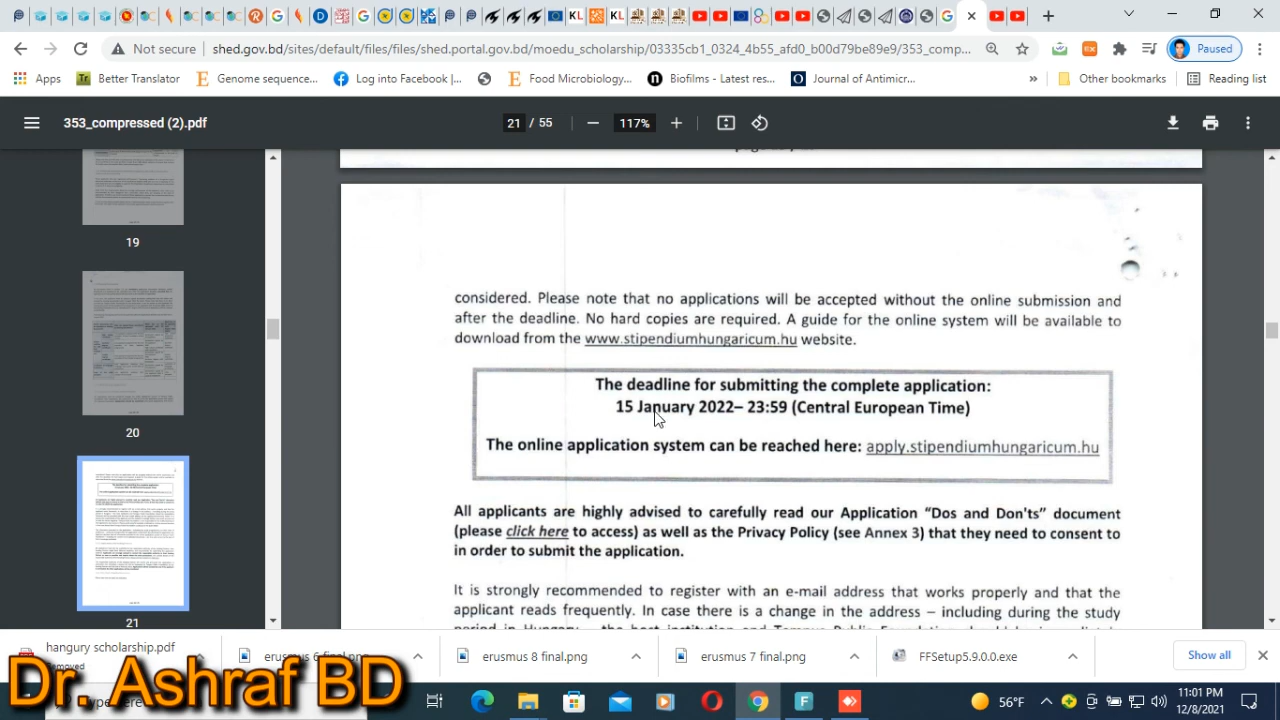 Not secure
shed.gov.bd/sites/default/files/files/shed.portal.gov.bd/moedu_scholarship/03335cb1_0324_4b55_afd0_b00d79be89e9/353_comp...
Paused
Apps
Better Translator
Genome sequence...
Log into Facebook |...
Food Microbiology...
Biofilms - Latest res...
Journal of Antimicr...
»
Other bookmarks
Reading list
353_compressed (2).pdf
21 / 55
117%
19
20
21
considered. Please note that no applications will be accepted without the online submission and
after the deadline. No hard copies are required. A guide for the online system will be available to
download from the www.stipendiumhungaricum.hu website.
The deadline for submitting the complete application:
15 January 2022– 23:59 (Central European Time)
The online application system can be reached here: apply.stipendiumhungaricum.hu
All applicants are highly advised to carefully read our Application “Dos and Don'ts” document
(please click here to access) as well as the Privacy Policy (see Annex 3) that they need to consent to
in order to submit the application.
It is strongly recommended to register with an e-mail address that works properly and that the
applicant reads frequently. In case there is a change in the address – including during the study
hangury scholarship.pdf
erusmus 8 final.png
erusmus 7 final.png
FFSetup5.9.0.0.exe
Show all
Dr. Ashraf BD
56°F
11:01 PM
12/8/2021